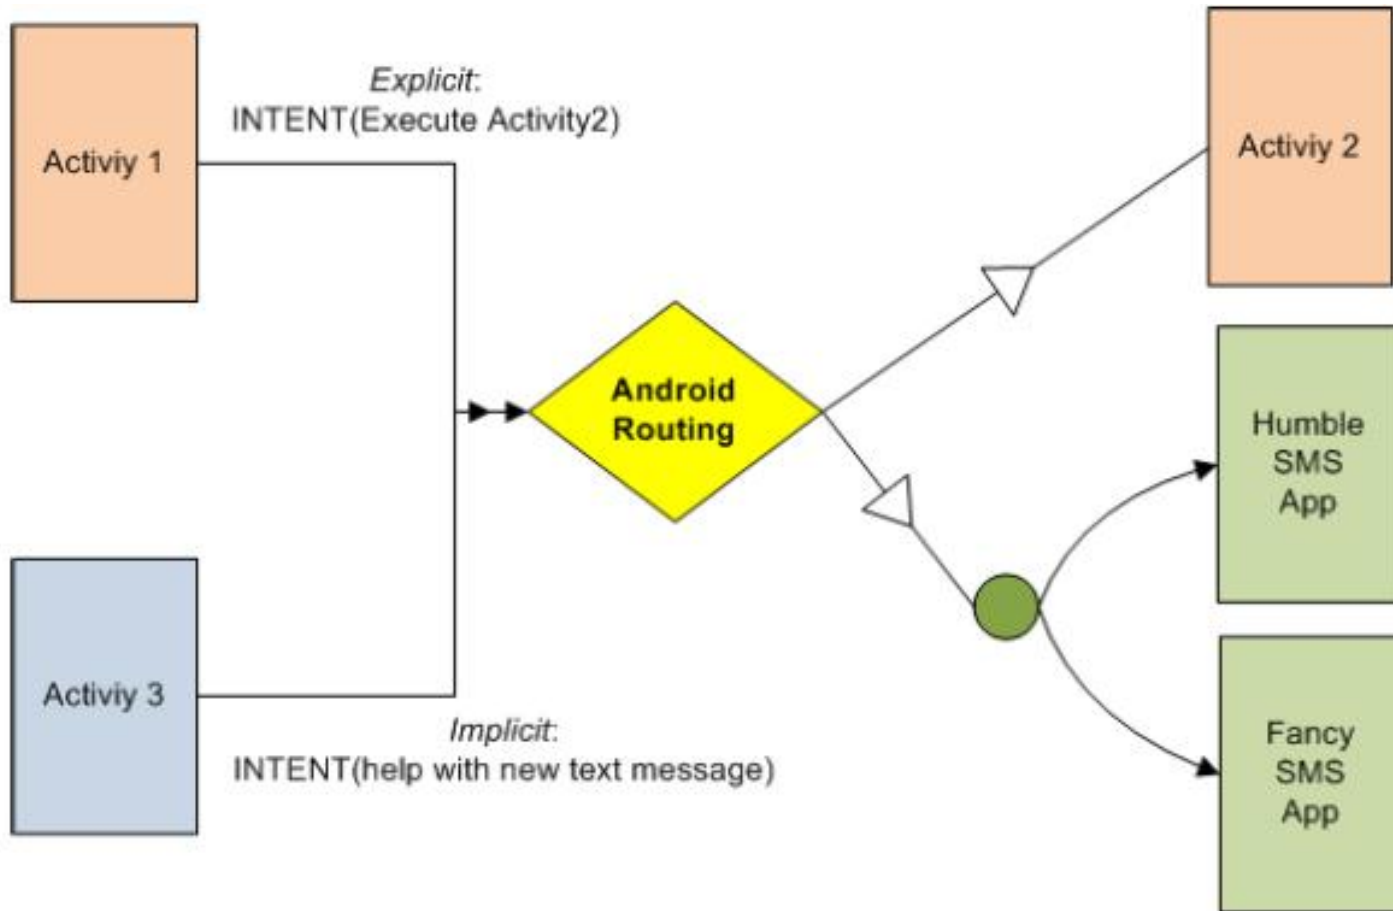 Explicit:
INTENT(Execute Activity2)
Activiy 1
Activiy 2
Android
Routing
Humble
SMS
App
Activiy 3
Implicit:
INTENT(help with new text message)
Fancy
SMS
App